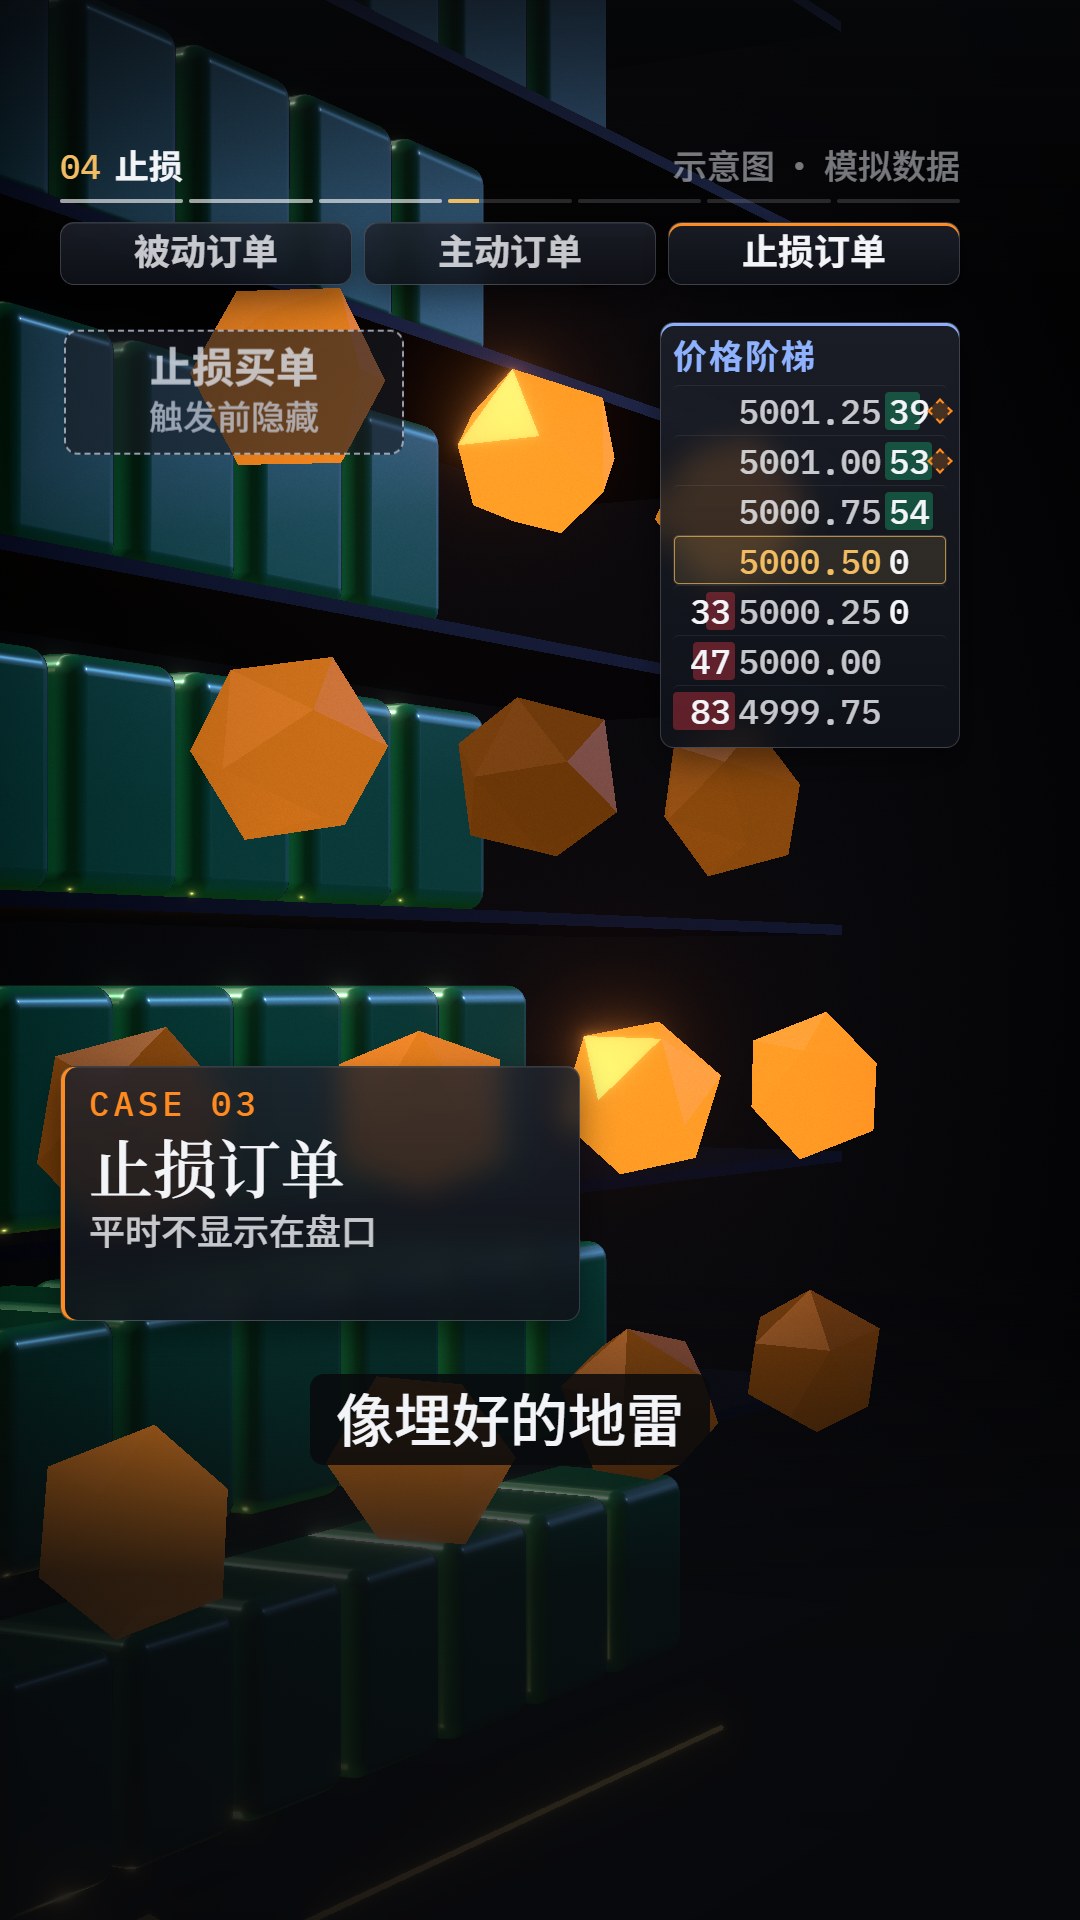 04 止损
示意图 · 模拟数据
被动订单
主动订单
止损订单
止损买单
触发前隐藏
价格阶梯
5001.25 39
5001.00 53
5000.75 54
5000.50 0
33 5000.25 0
47 5000.00
83 4999.75
CASE 03
止损订单
平时不显示在盘口
像埋好的地雷